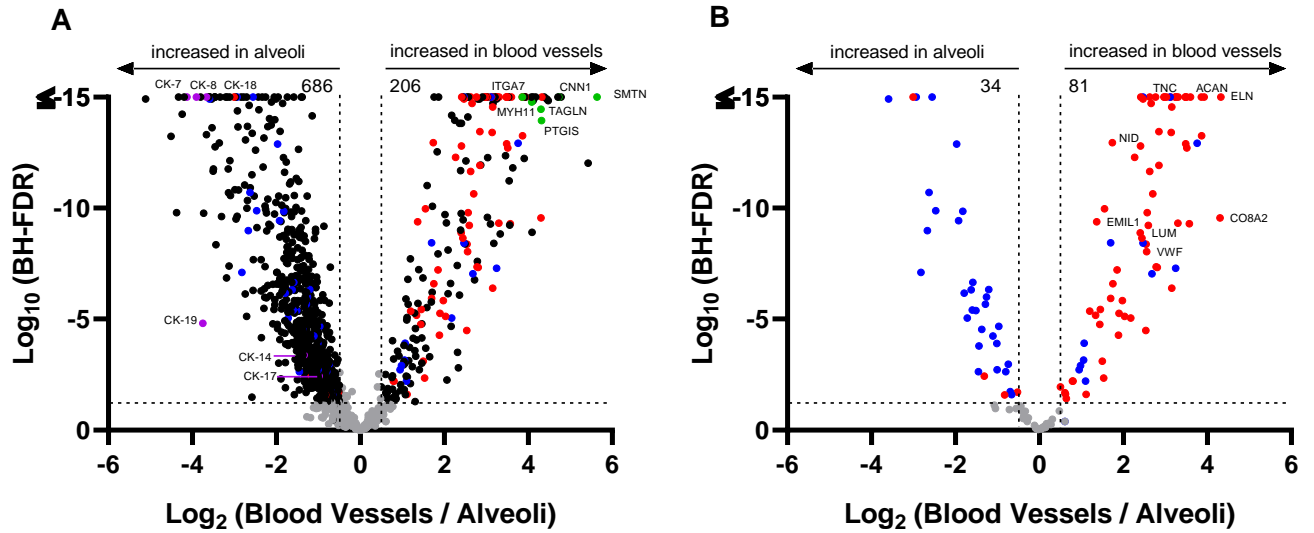 A
increased in alveoli
increased in blood vessels
CK-7 CK-8 CK-18 686
206 ITGA7 CNN1 SMTN
MYH11 TAGLN
PTGIS
CK-19
CK-14
CK-17
-15
-10
-5
0
Log10 (BH-FDR)
-6 -4 -2 0 2 4 6
Log2 (Blood Vessels / Alveoli)
B
increased in alveoli
increased in blood vessels
34
81 TNC ACAN ELN
NID
EMIL1 LUM CO8A2
VWF
-15
-10
-5
0
Log10 (BH-FDR)
-6 -4 -2 0 2 4 6
Log2 (Blood Vessels / Alveoli)